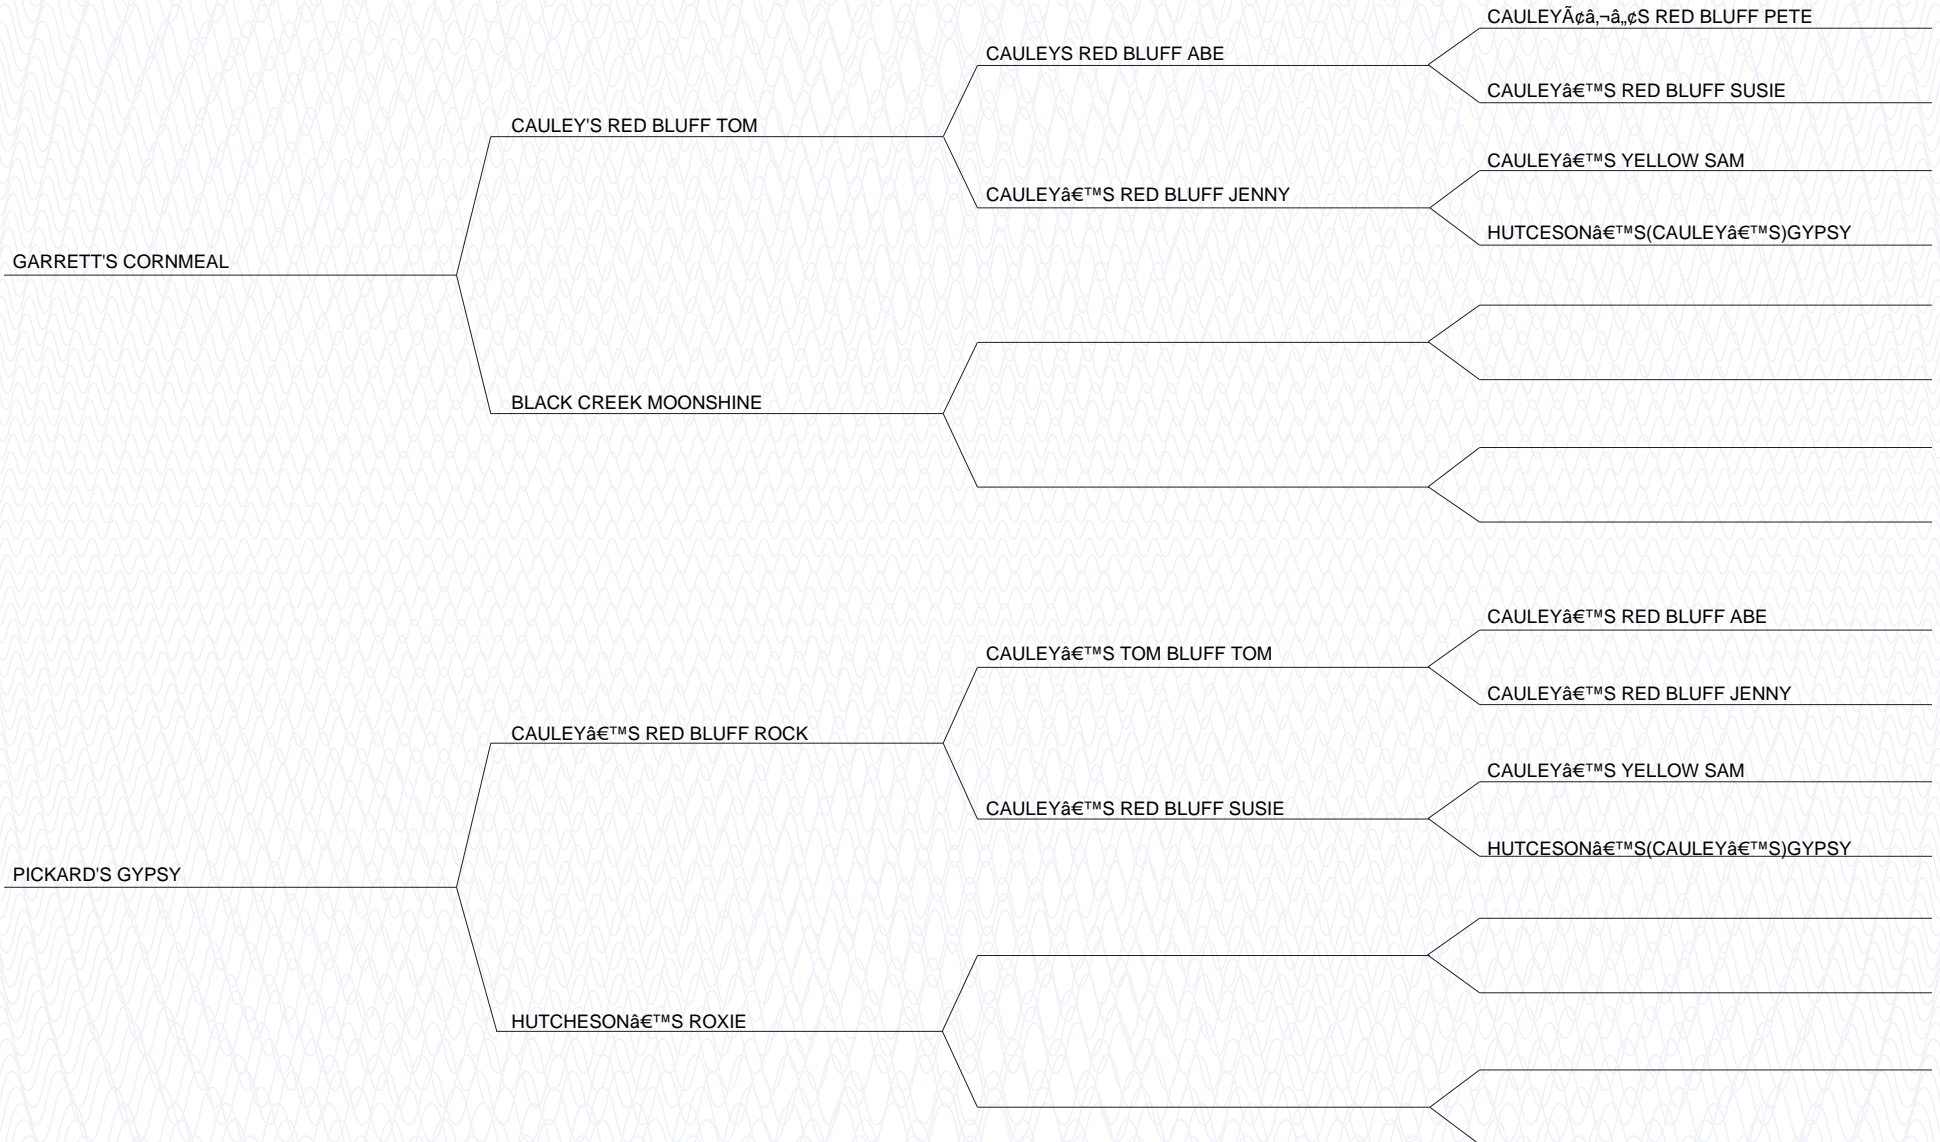 CAULEYÃ¢â‚¬â„¢S RED BLUFF PETE
CAULEYS RED BLUFF ABE
CAULEYâ€™S RED BLUFF SUSIE
CAULEY'S RED BLUFF TOM
CAULEYâ€™S YELLOW SAM
CAULEYâ€™S RED BLUFF JENNY
HUTCESONâ€™S(CAULEYâ€™S)GYPSY
GARRETT'S CORNMEAL
BLACK CREEK MOONSHINE
CAULEYâ€™S RED BLUFF ABE
CAULEYâ€™S TOM BLUFF TOM
CAULEYâ€™S RED BLUFF JENNY
CAULEYâ€™S RED BLUFF ROCK
CAULEYâ€™S YELLOW SAM
CAULEYâ€™S RED BLUFF SUSIE
HUTCESONâ€™S(CAULEYâ€™S)GYPSY
PICKARD'S GYPSY
HUTCHESONâ€™S ROXIE